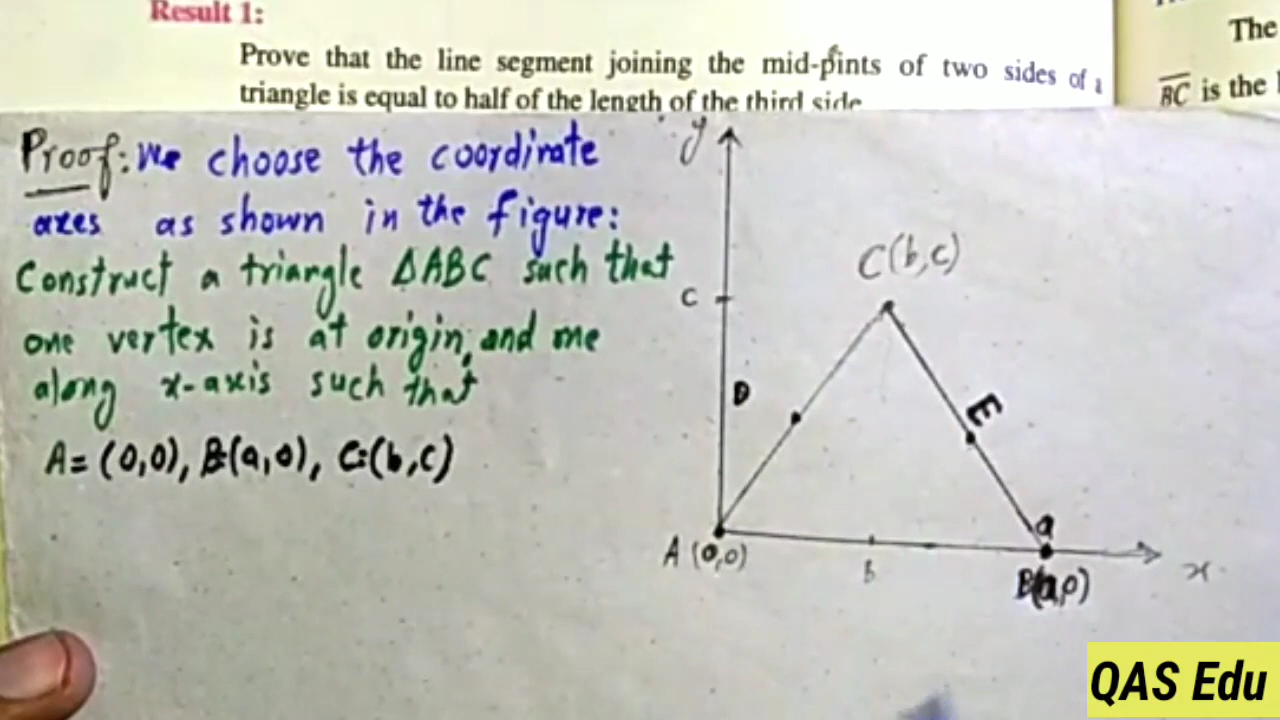 Result 1:
Prove that the line segment joining the mid-pints of two sides of a
triangle is equal to half of the length of the third side
The
BC is the
Proof: We choose the coordinate
axes as shown in the figure:
Construct a triangle ΔABC such that
one vertex is at origin, and one
along x-axis such that
A= (0,0), B=(a,0), C=(b,c)
y
C(b,c)
c
D
E
a
A (0,0)
b
B(a,0)
x
QAS Edu